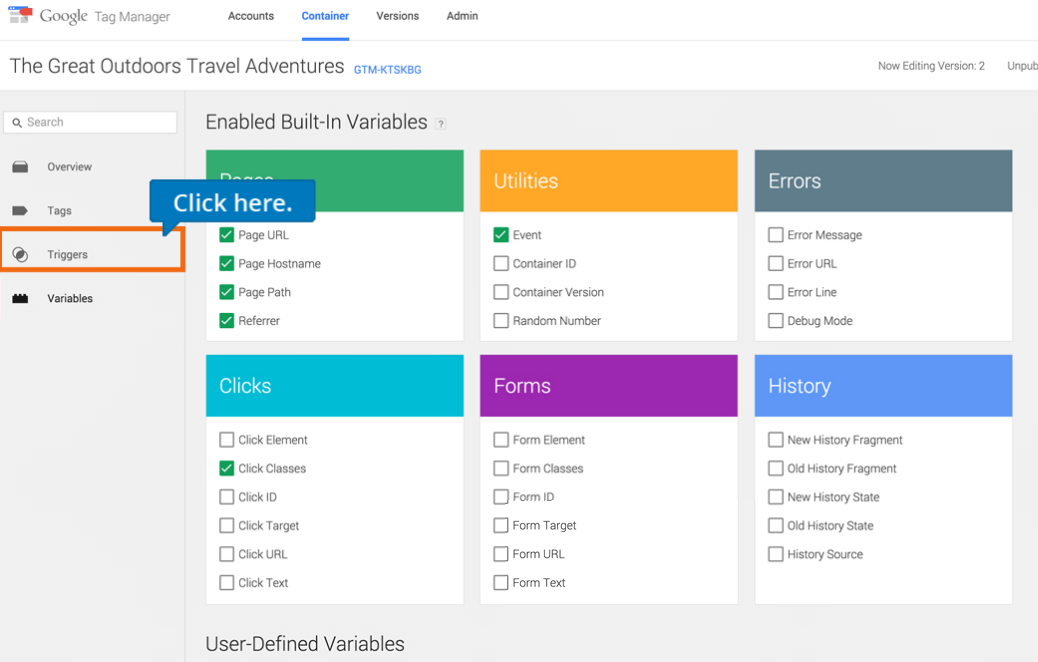 Google Tag Manager
Accounts
Container
Versions
Admin
The Great Outdoors Travel Adventures GTM-KTSKBG
Now Editing Version: 2
Unpub
Search
Overview
Tags
Triggers
Variables
Click here.
Enabled Built-In Variables ?
Pages
Page URL
Page Hostname
Page Path
Referrer
Utilities
Event
Container ID
Container Version
Random Number
Errors
Error Message
Error URL
Error Line
Debug Mode
Clicks
Click Element
Click Classes
Click ID
Click Target
Click URL
Click Text
Forms
Form Element
Form Classes
Form ID
Form Target
Form URL
Form Text
History
New History Fragment
Old History Fragment
New History State
Old History State
History Source
User-Defined Variables